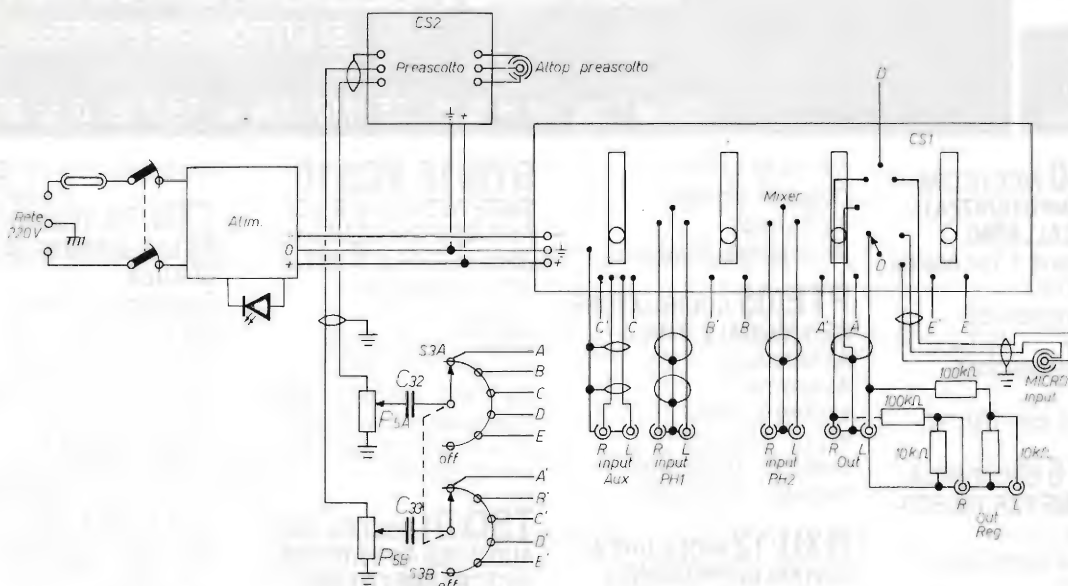 CS2
Preascolto
Altop preascolto
+
D
CS1
Mixer
Rete
220V
Alim.
-
0
+
+
D
C' C B' B A' A E' E
S3A
A
B
C
D
E
off
C32
P5A
100kΩ
MICRO
input
100kΩ
10kΩ
10kΩ
R L
input
Aux
R L
input
PH1
R L
input
PH2
R L
Out
R L
Out
Reg
A'
B'
C'
D'
E'
C33
P5B
S3B
off